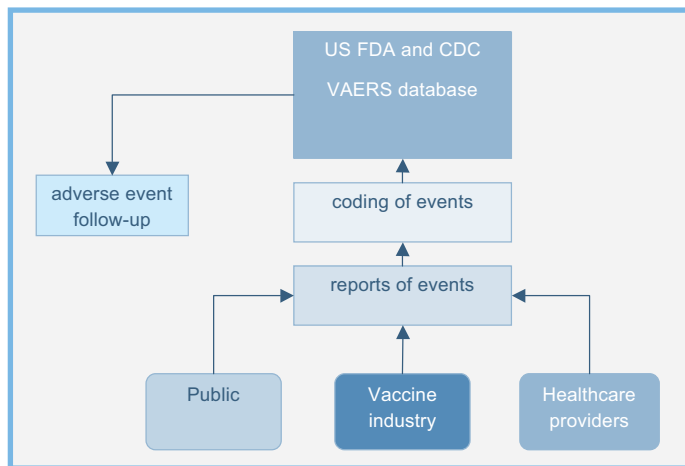 US FDA and CDC
VAERS database
adverse event
follow-up
coding of events
reports of events
Public
Vaccine
industry
Healthcare
providers